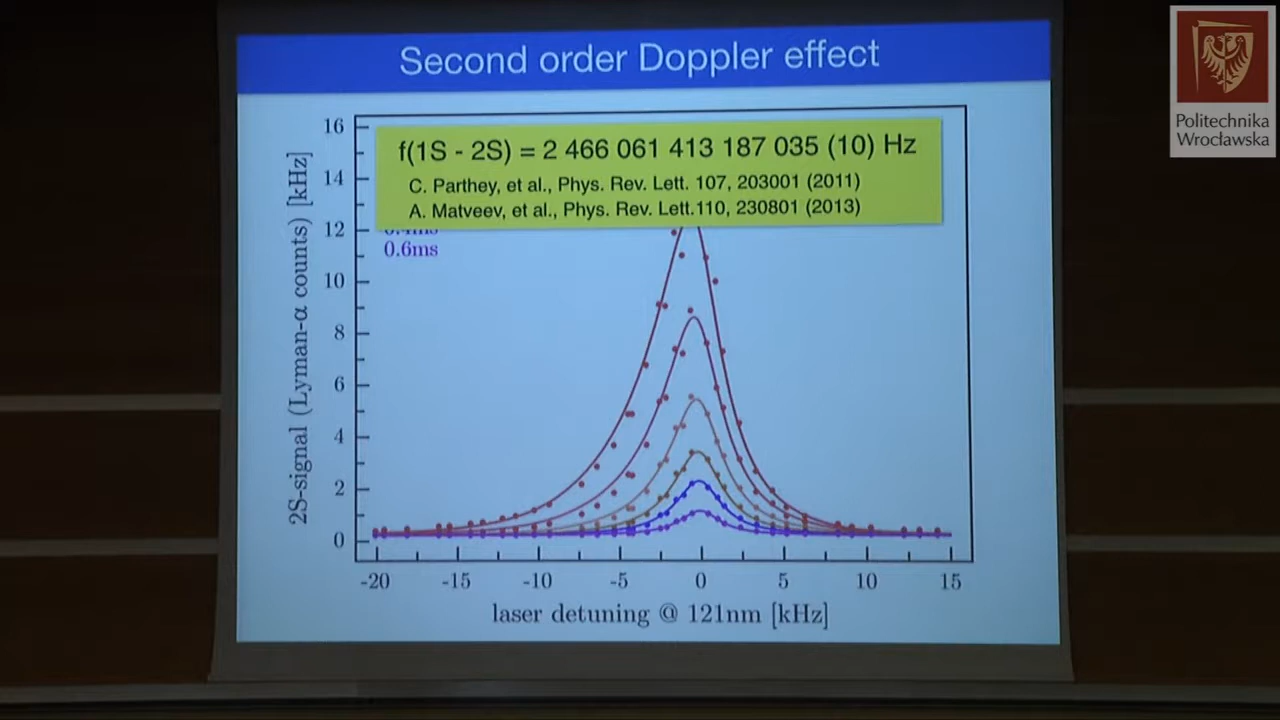 Second order Doppler effect
Politechnika
Wrocławska
f(1S - 2S) = 2 466 061 413 187 035 (10) Hz
C. Parthey, et al., Phys. Rev. Lett. 107, 203001 (2011)
A. Matveev, et al., Phys. Rev. Lett.110, 230801 (2013)
0.6ms
2S-signal (Lyman-α counts) [kHz]
16
14
12
10
8
6
4
2
0
-20 -15 -10 -5 0 5 10 15
laser detuning @ 121nm [kHz]